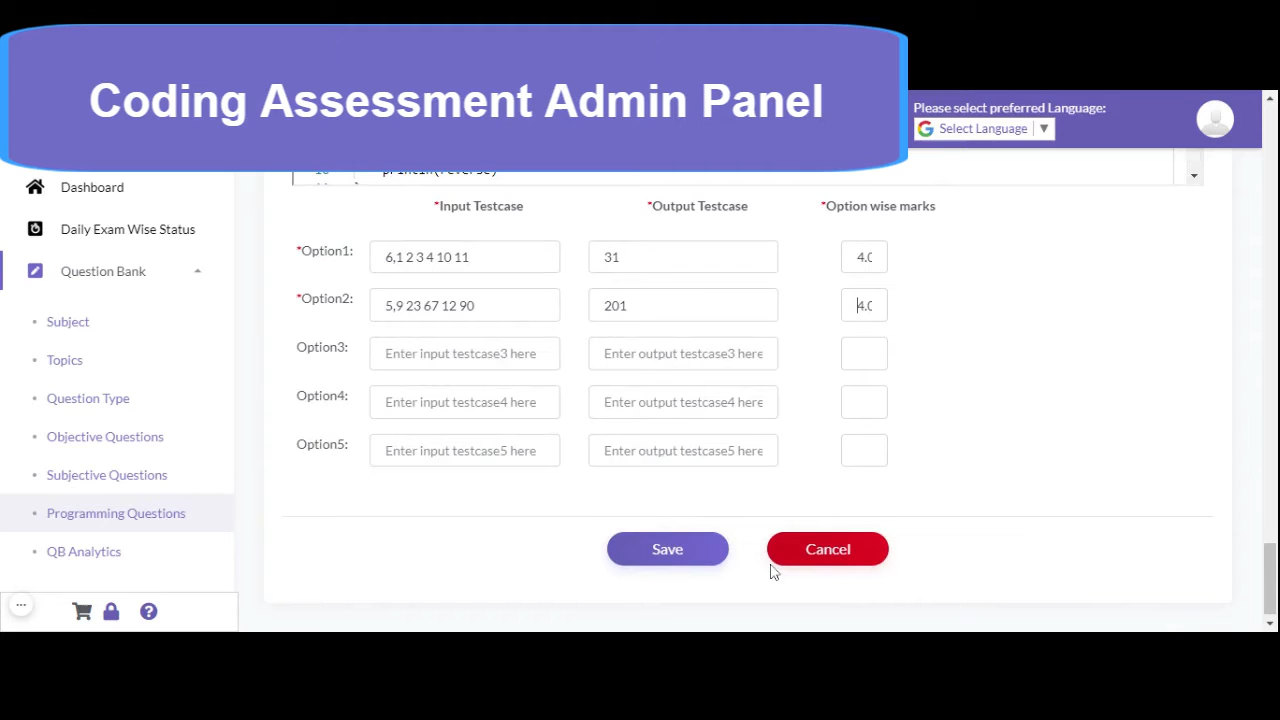 Coding Assessment Admin Panel
Please select preferred Language:
Select Language ▼
Dashboard
Daily Exam Wise Status
Question Bank
Subject
Topics
Question Type
Objective Questions
Subjective Questions
Programming Questions
QB Analytics
*Input Testcase *Output Testcase *Option wise marks
*Option1: 6,1 2 3 4 10 11 31 4.0
*Option2: 5,9 23 67 12 90 201 4.0
Option3: Enter input testcase3 here Enter output testcase3 here
Option4: Enter input testcase4 here Enter output testcase4 here
Option5: Enter input testcase5 here Enter output testcase5 here
Save Cancel